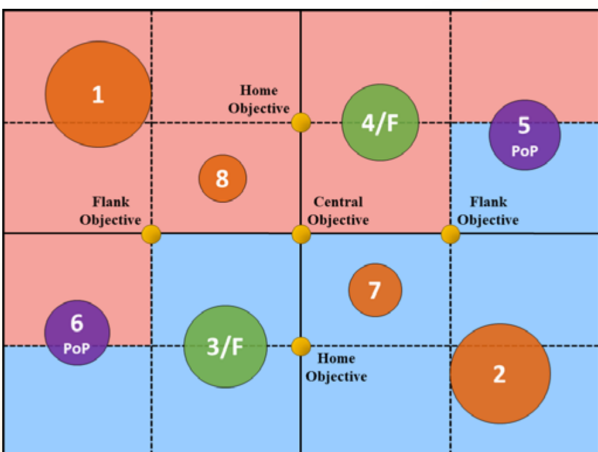 1
Home
Objective
4/F
5
PoP
8
Flank
Objective
Central
Objective
Flank
Objective
7
6
PoP
3/F
Home
Objective
2